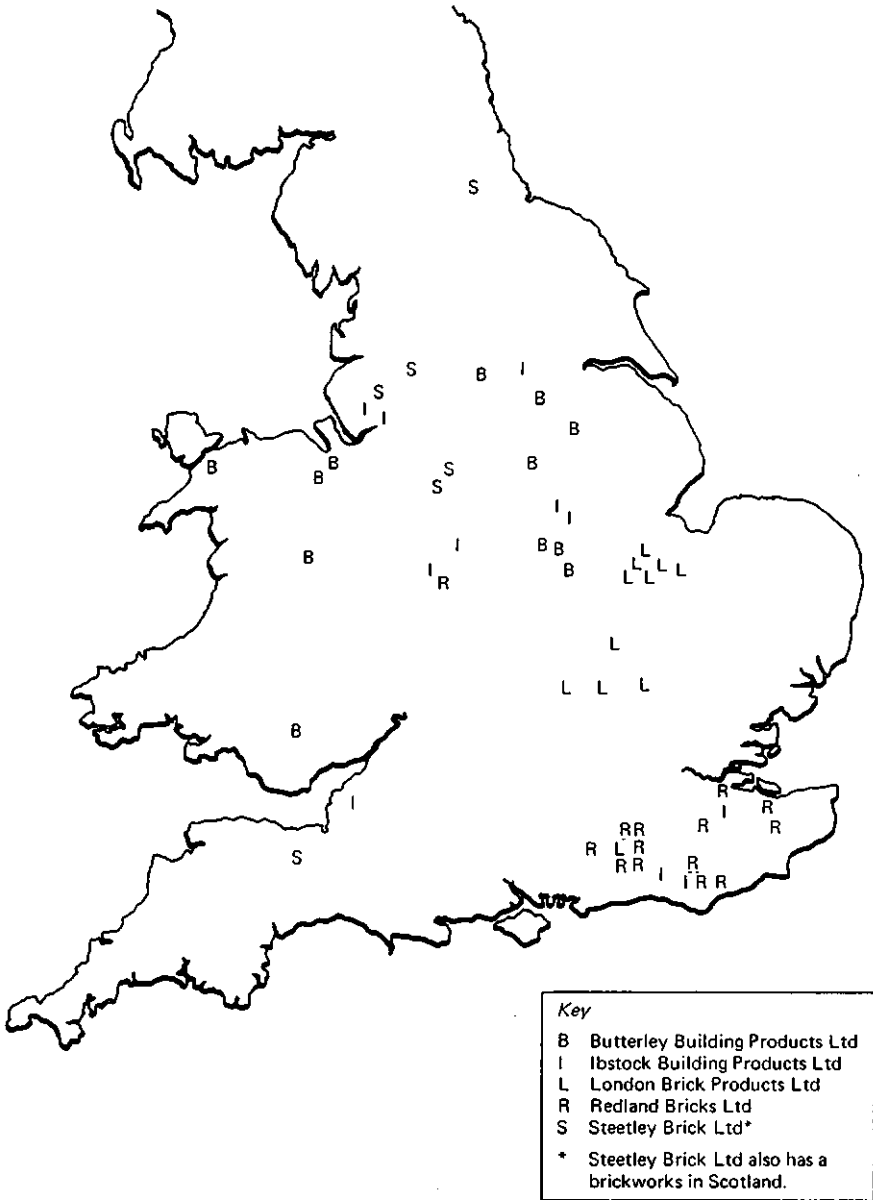 S
S B I
S B
I
I B
B B S B
B S
I
I
I B B L
B I L L L
R B L L
L
L L L
B
R
I R
I R R R R
S R L R
R R R
I I R R
Key
B Butterley Building Products Ltd
I Ibstock Building Products Ltd
L London Brick Products Ltd
R Redland Bricks Ltd
S Steetley Brick Ltd*
* Steetley Brick Ltd also has a
brickworks in Scotland.